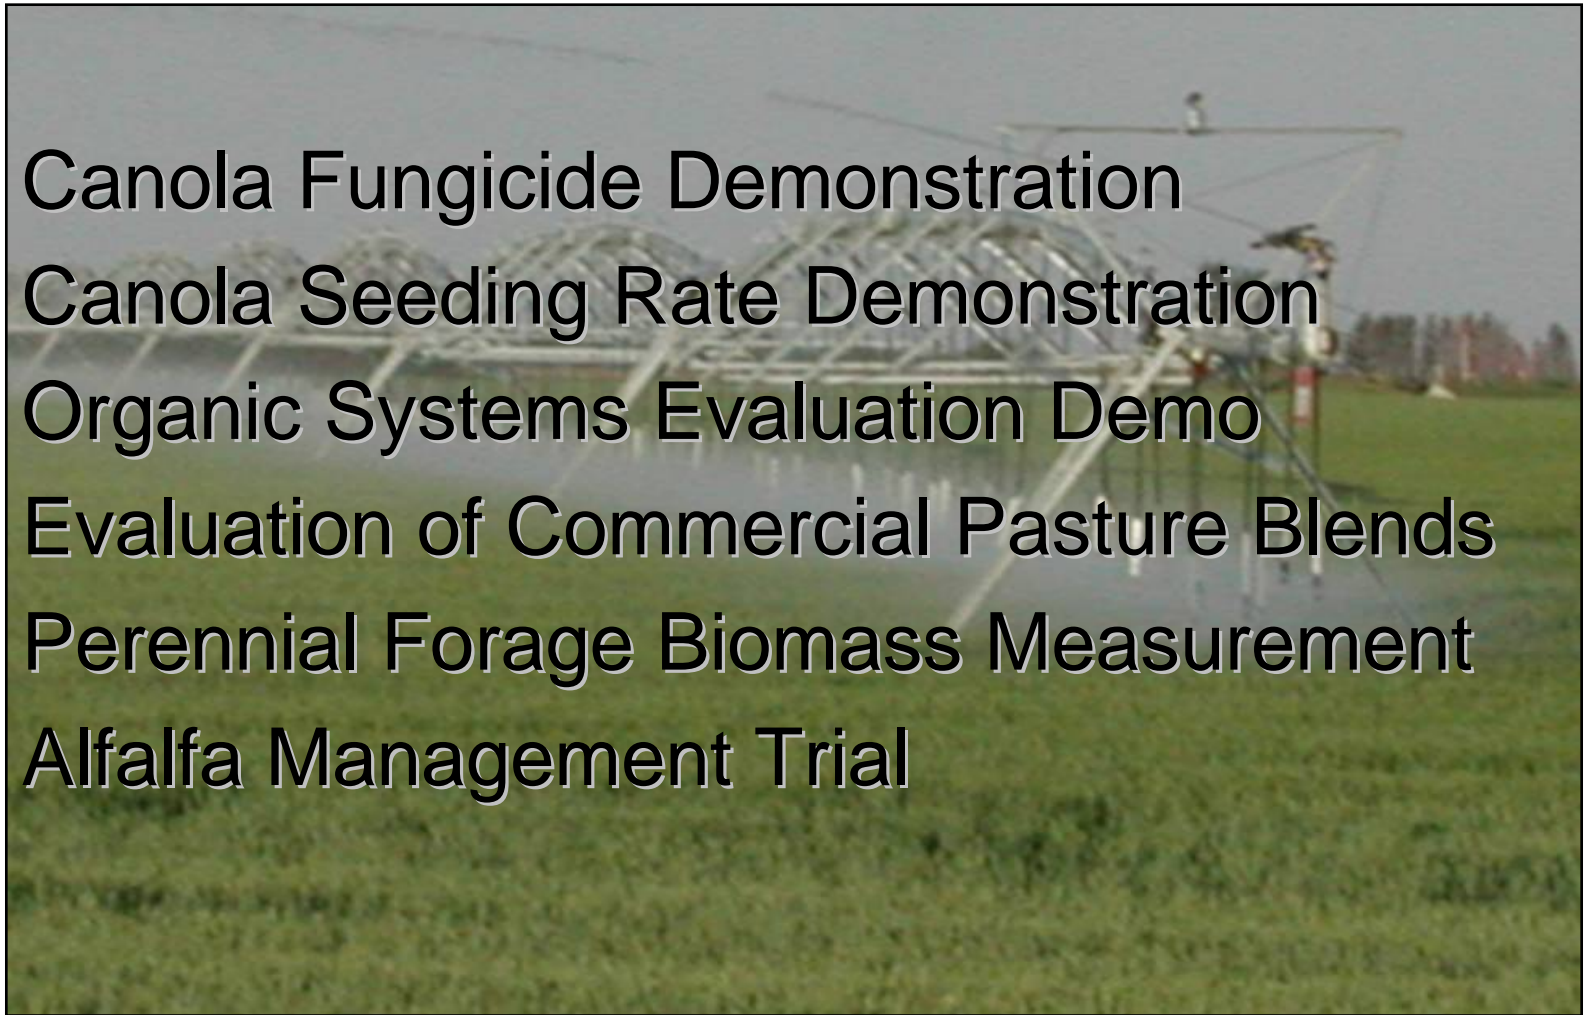 Canola Fungicide Demonstration
Canola Seeding Rate Demonstration
Organic Systems Evaluation Demo
Evaluation of Commercial Pasture Blends
Perennial Forage Biomass Measurement
Alfalfa Management Trial